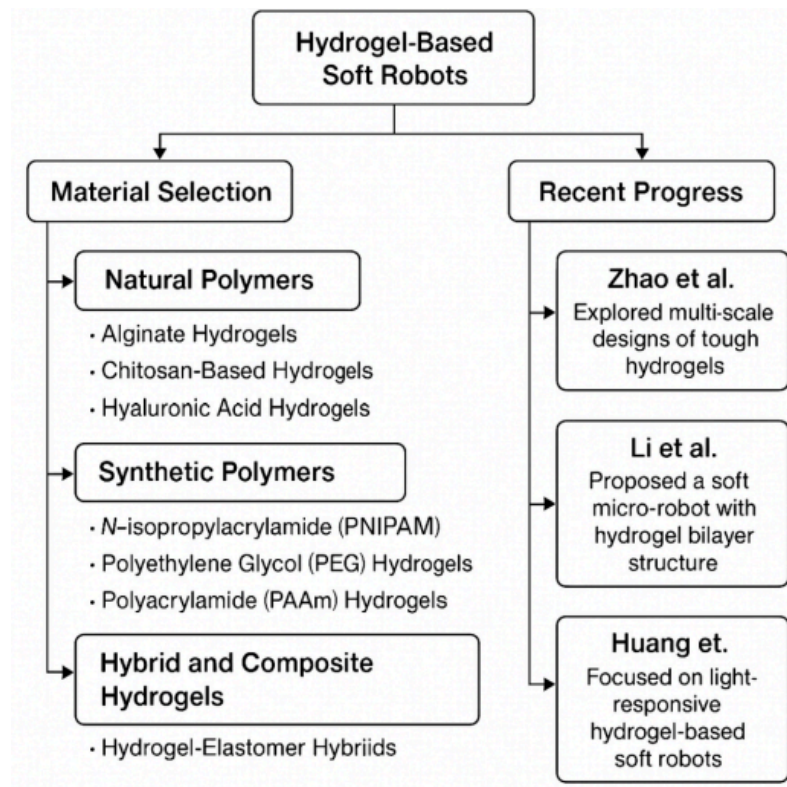 Hydrogel-Based
Soft Robots
Material Selection
Natural Polymers
· Alginate Hydrogels
· Chitosan-Based Hydrogels
· Hyaluronic Acid Hydrogels
Synthetic Polymers
· N–isopropylacrylamide (PNIPAM)
· Polyethylene Glycol (PEG) Hydrogels
· Polyacrylamide (PAAm) Hydrogels
Hybrid and Composite
Hydrogels
· Hydrogel-Elastomer Hybriids
Recent Progress
Zhao et al.
Explored multi-scale
designs of tough
hydrogels
Li et al.
Proposed a soft
micro-robot with
hydrogel bilayer
structure
Huang et.
Focused on light-
responsive
hydrogel-based
soft robots